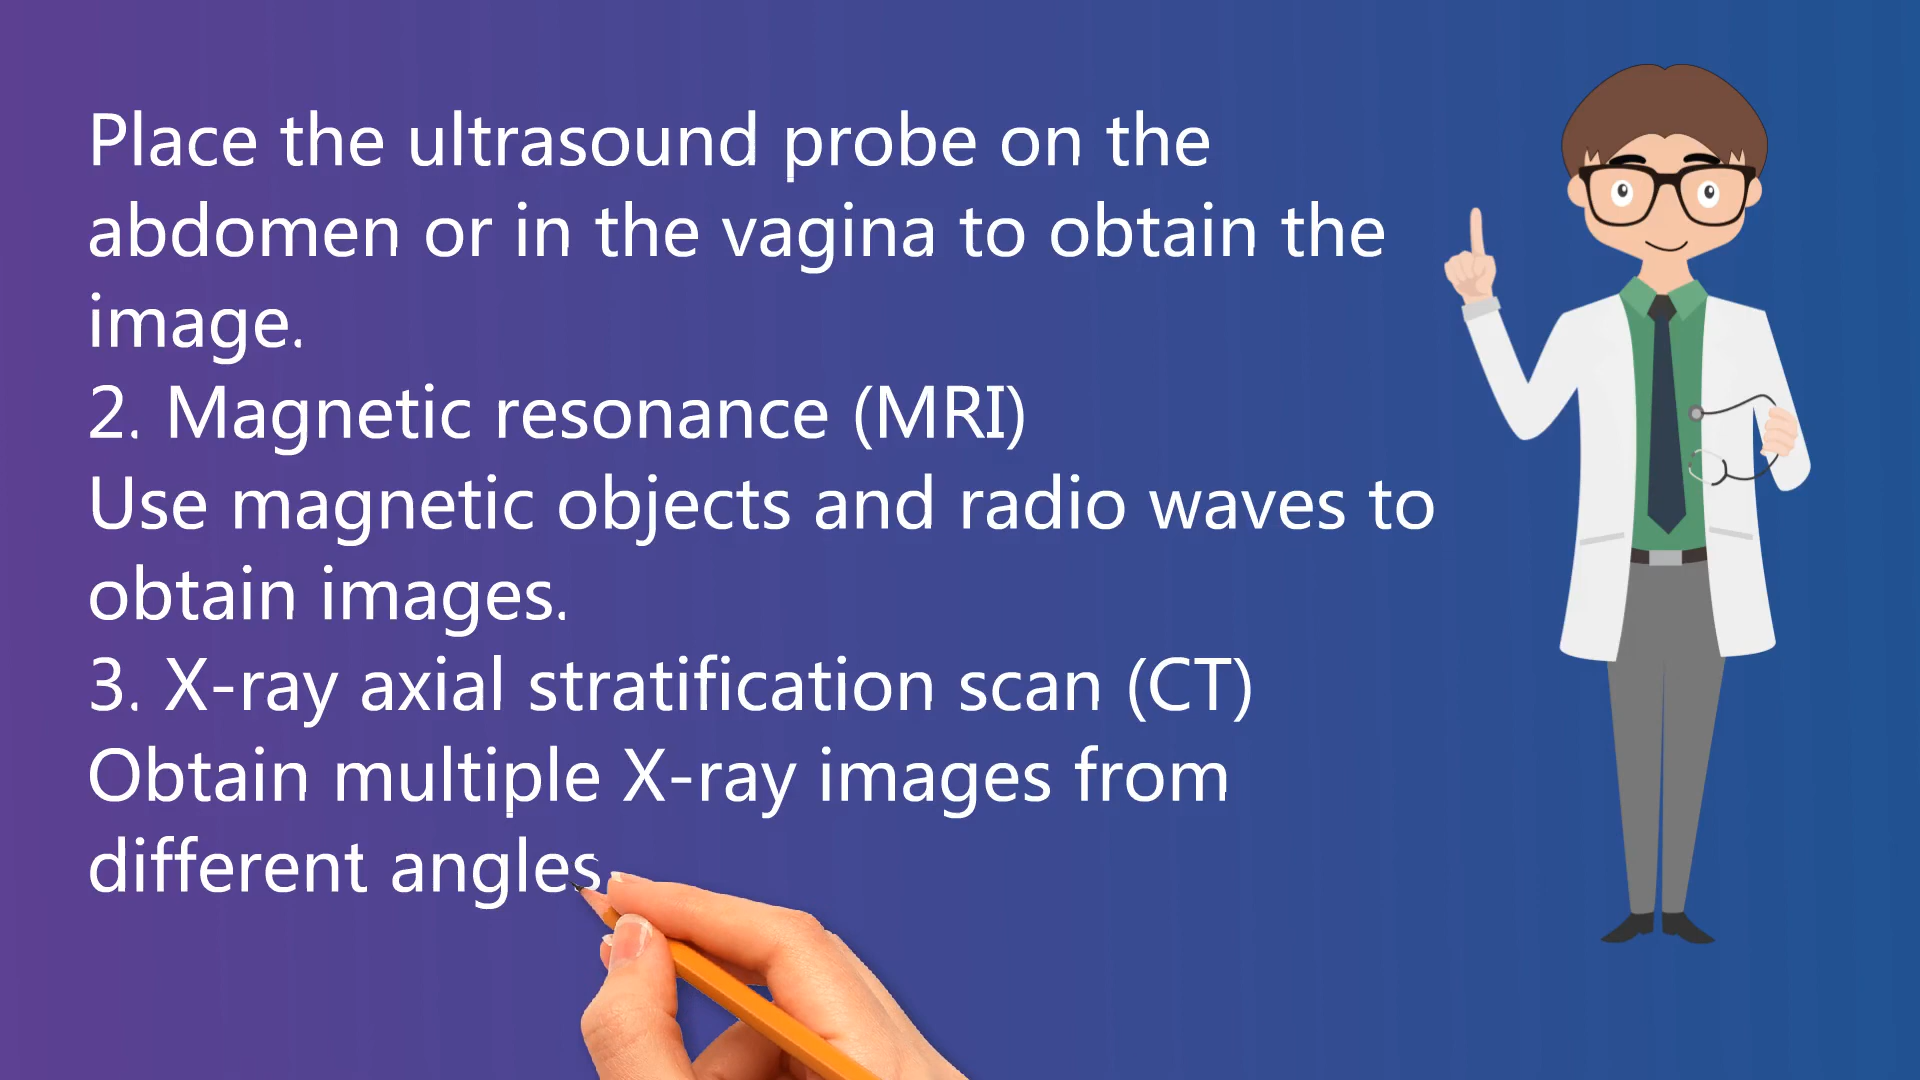 Place the ultrasound probe on the
abdomen or in the vagina to obtain the
image.
2. Magnetic resonance (MRI)
Use magnetic objects and radio waves to
obtain images.
3. X-ray axial stratification scan (CT)
Obtain multiple X-ray images from
different angles